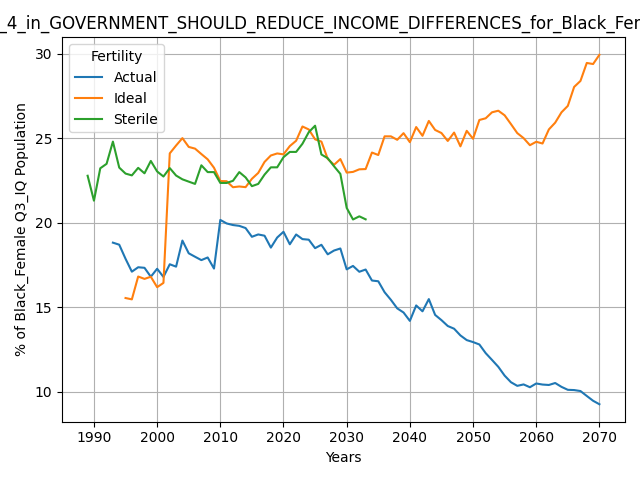 _4_in_GOVERNMENT_SHOULD_REDUCE_INCOME_DIFFERENCES_for_Black_Fe
Fertility
Actual
Ideal
Sterile
% of Black_Female Q3_IQ Population
30
25
20
15
10
1990 2000 2010 2020 2030 2040 2050 2060 2070
Years